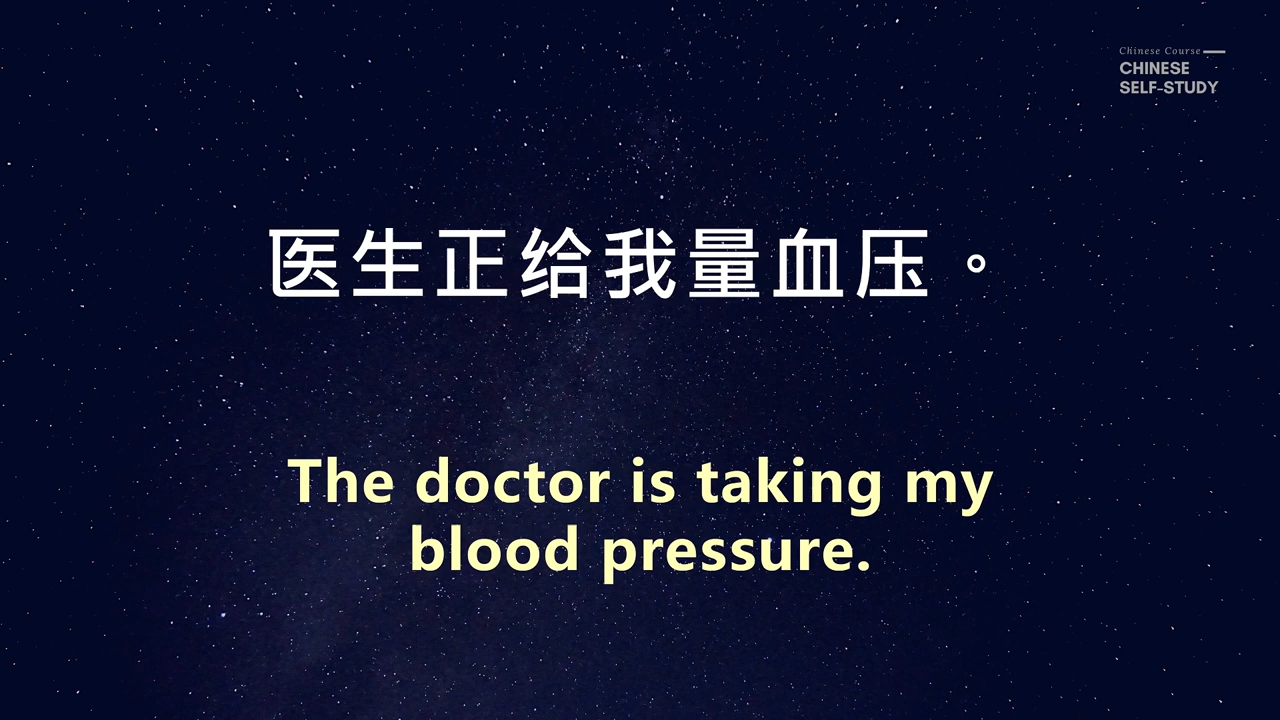 Chinese Course
CHINESE
SELF-STUDY
医生正给我量血压。
The doctor is taking my
blood pressure.